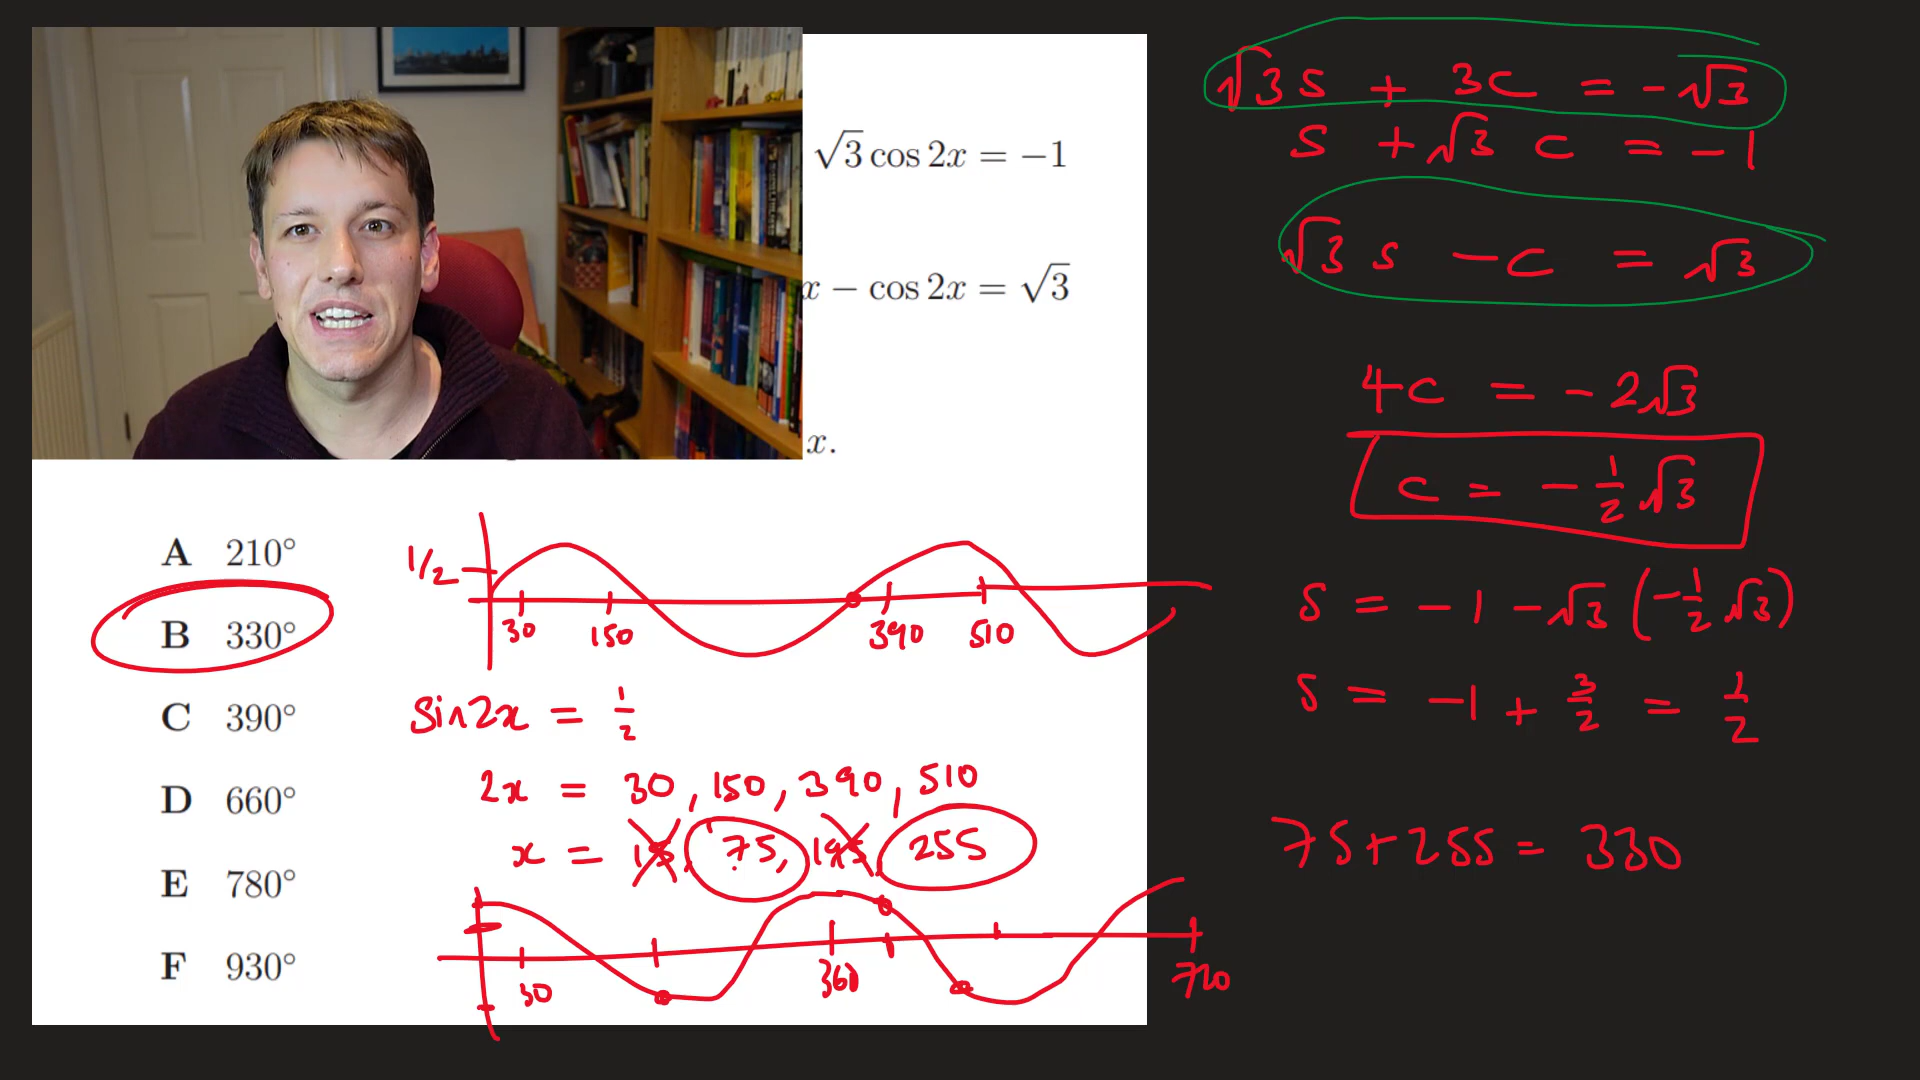 √3 cos 2x = −1
x − cos 2x = √3
x.
A 210°
B 330°
C 390°
D 660°
E 780°
F 930°
1/2
30 150 390 510
sin2x = 1/2
2x = 30, 150, 390, 510
x = 15, 75, 195, 255
30 360 720
√3 s + 3c = -√3
s + √3 c = -1
√3 s - c = √3
4c = -2√3
c = -1/2 √3
s = -1 - √3 (-1/2 √3)
s = -1 + 3/2 = 1/2
75 + 255 = 330